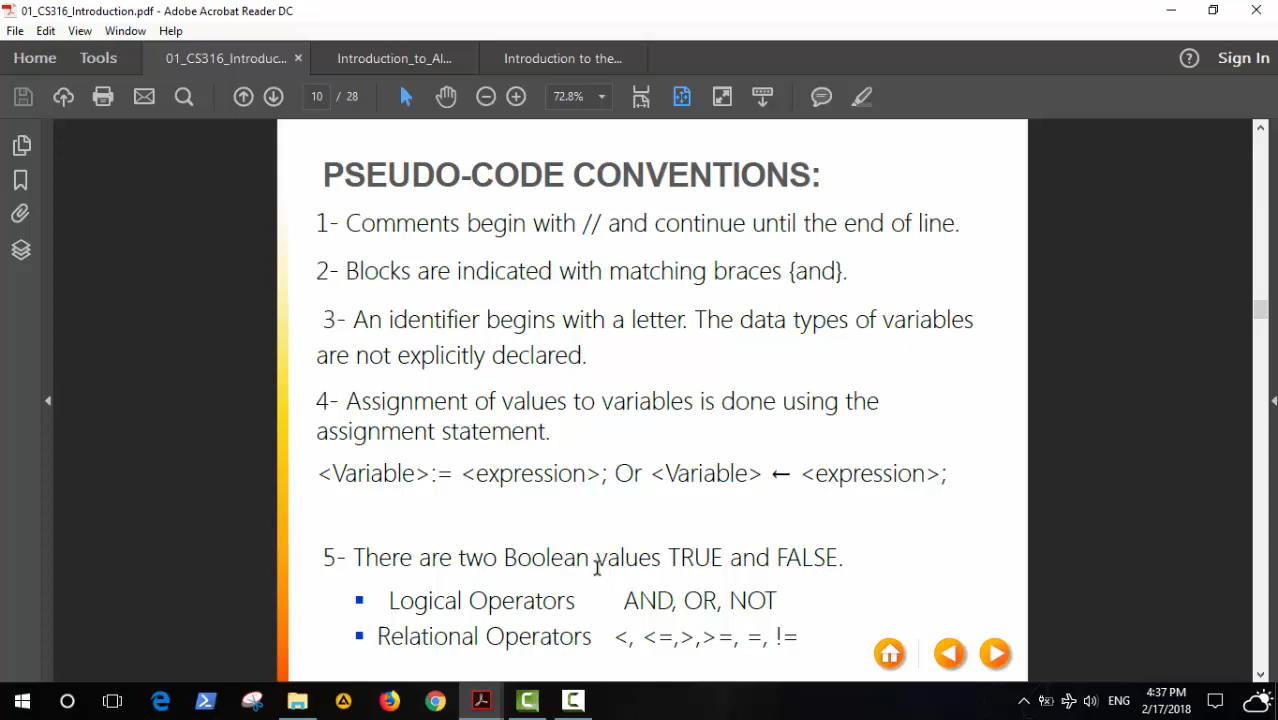 01_CS316_Introduction.pdf - Adobe Acrobat Reader DC
File Edit View Window Help
Home Tools 01_CS316_Introduc... × Introduction_to_Al... Introduction to the... ? Sign In
10 / 28 72.8%
PSEUDO-CODE CONVENTIONS:
1- Comments begin with // and continue until the end of line.
2- Blocks are indicated with matching braces {and}.
3- An identifier begins with a letter. The data types of variables
are not explicitly declared.
4- Assignment of values to variables is done using the
assignment statement.
<Variable>:= <expression>; Or <Variable> ← <expression>;
5- There are two Boolean values TRUE and FALSE.
▪ Logical Operators AND, OR, NOT
▪ Relational Operators <, <=,>,>=, =, !=
ENG
4:37 PM
2/17/2018